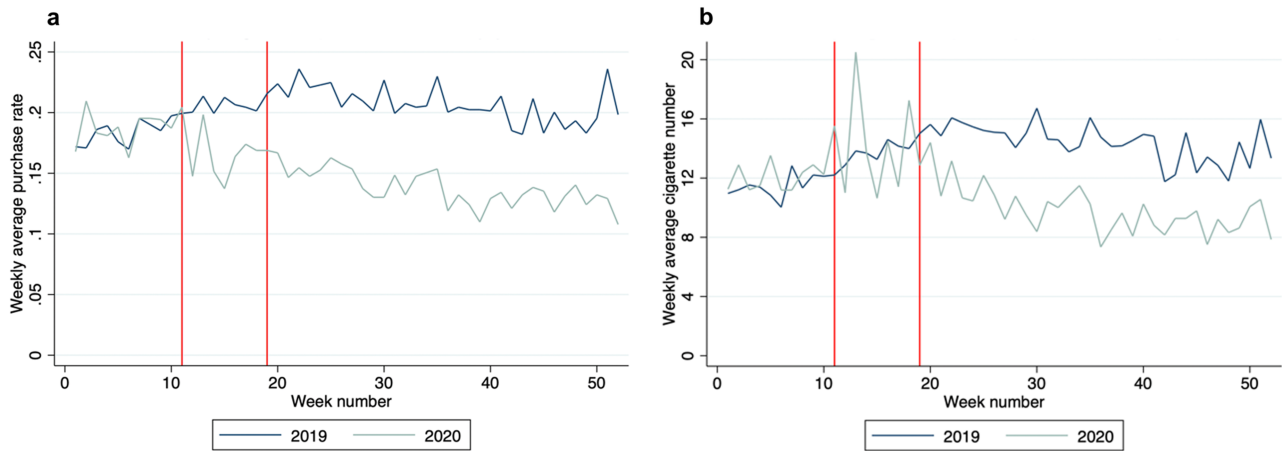 a
Weekly average purchase rate
.25
.2
.15
.1
.05
0
0 10 20 30 40 50
Week number
2019 2020
b
Weekly average cigarette number
20
16
12
8
4
0
0 10 20 30 40 50
Week number
2019 2020